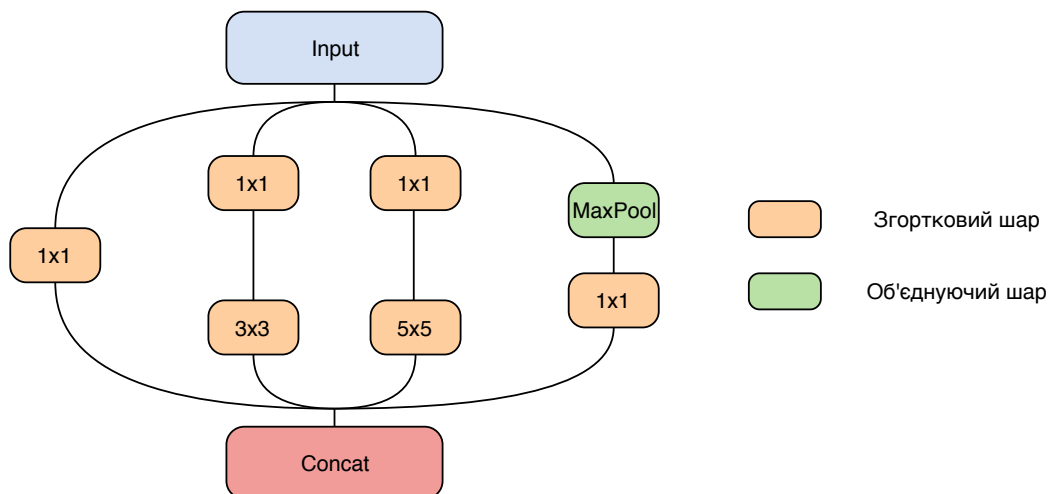 Input
1x1
1x1
MaxPool
1x1
1x1
3x3
5x5
Concat
Згортковий шар
Об'єднуючий шар